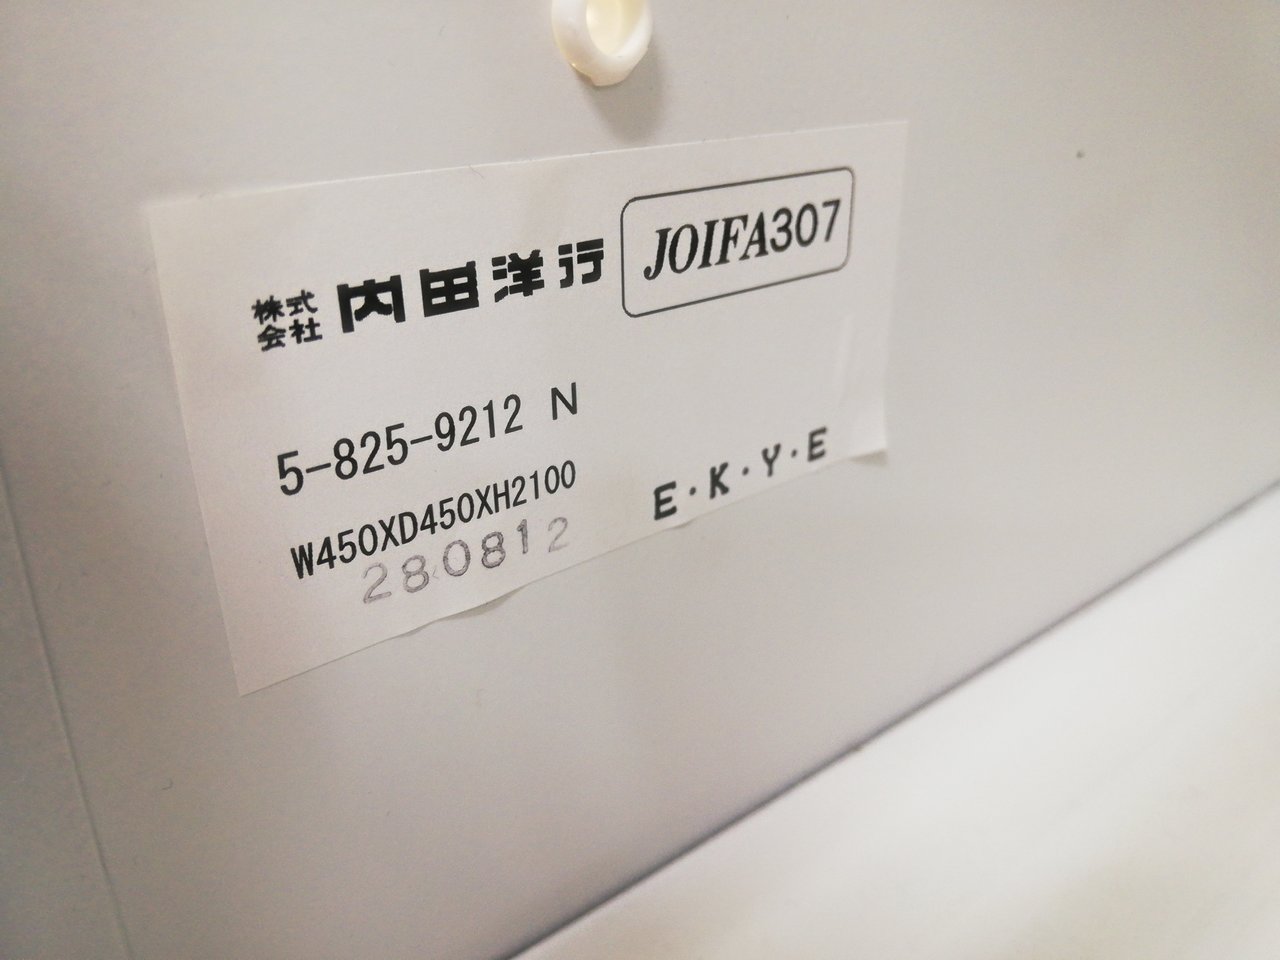 株式会社 内田洋行 JOIFA307
5-825-9212 N
W450XD450XH2100
E・K・Y・E
280812